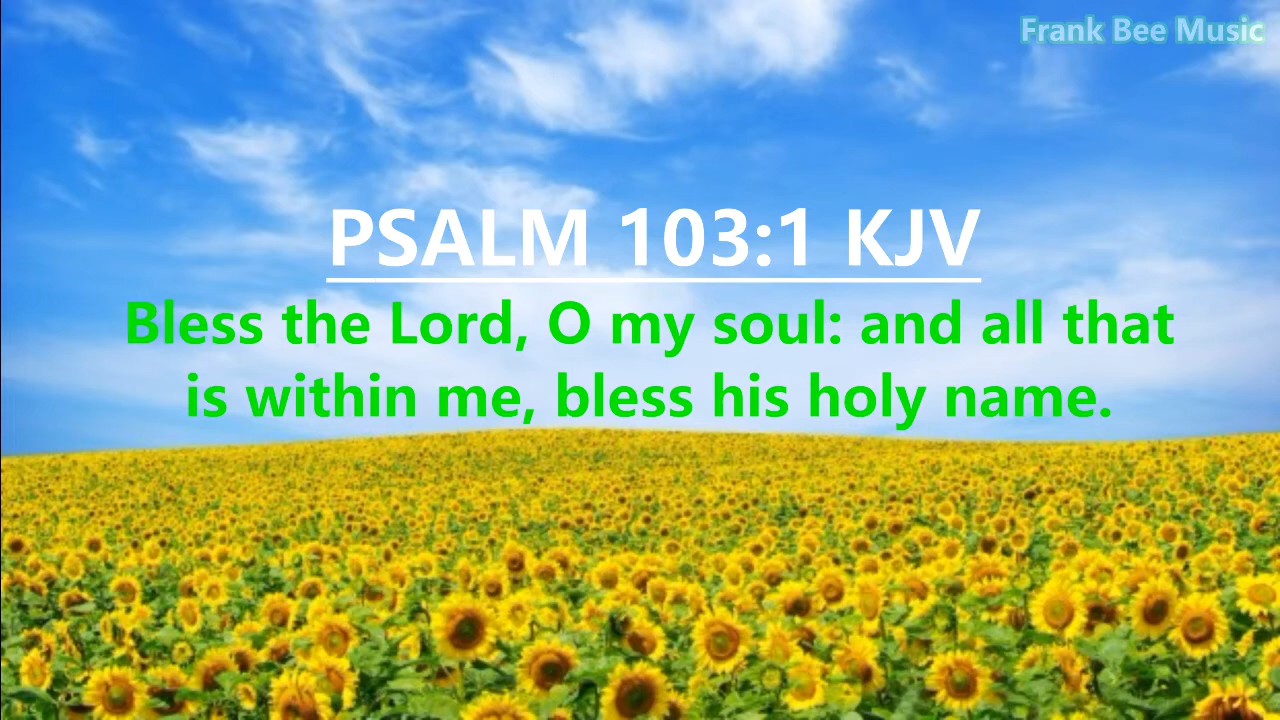 Frank Bee Music
PSALM 103:1 KJV
Bless the Lord, O my soul: and all that
is within me, bless his holy name.